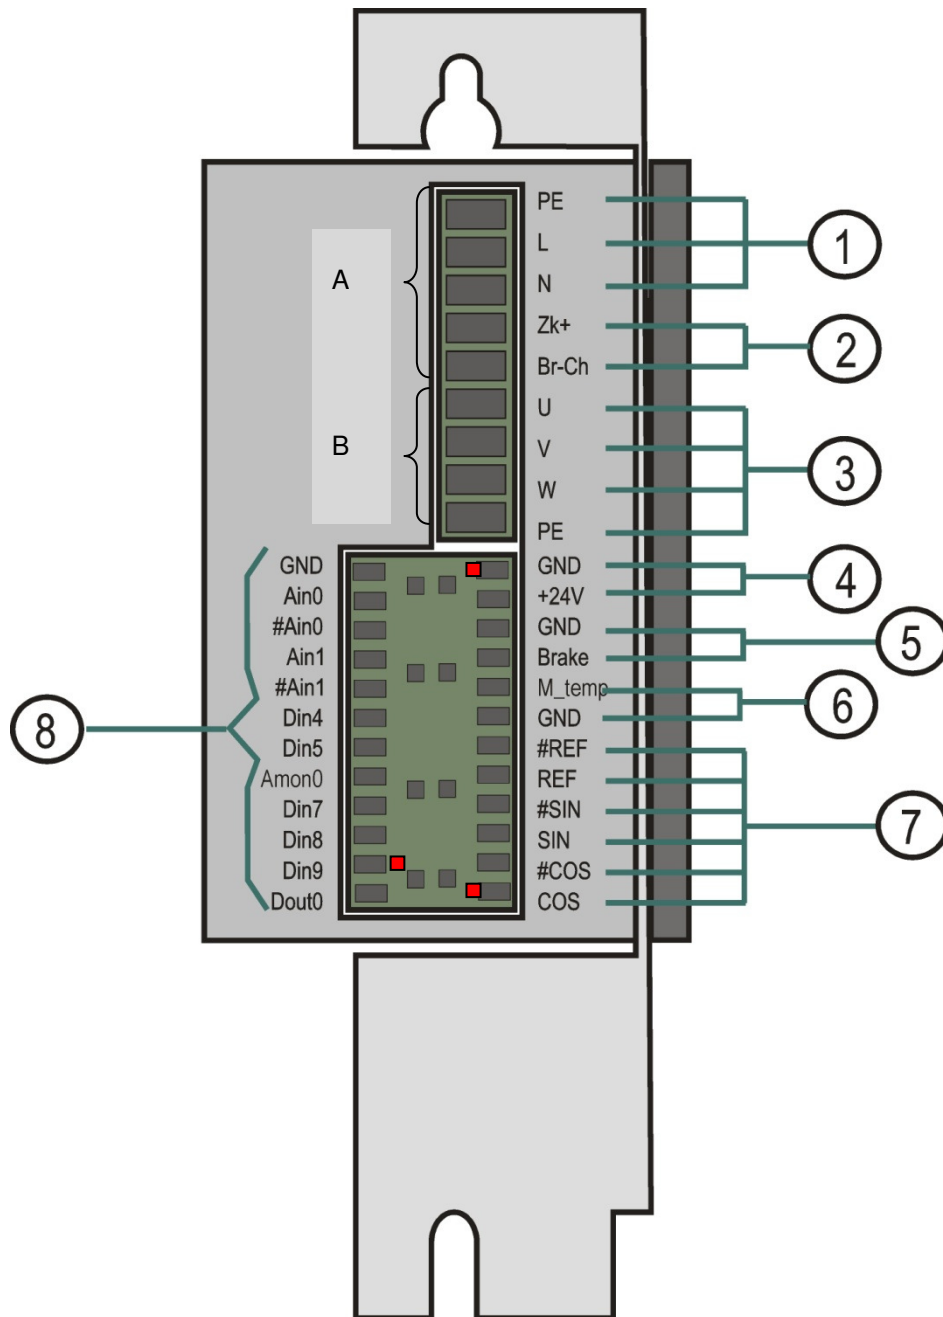 A
B
PE
L
N
Zk+
Br-Ch
U
V
W
PE
1
2
3
GND
Ain0
#Ain0
Ain1
#Ain1
Din4
Din5
Amon0
Din7
Din8
Din9
Dout0
8
GND
+24V
GND
Brake
M_temp
GND
#REF
REF
#SIN
SIN
#COS
COS
4
5
6
7